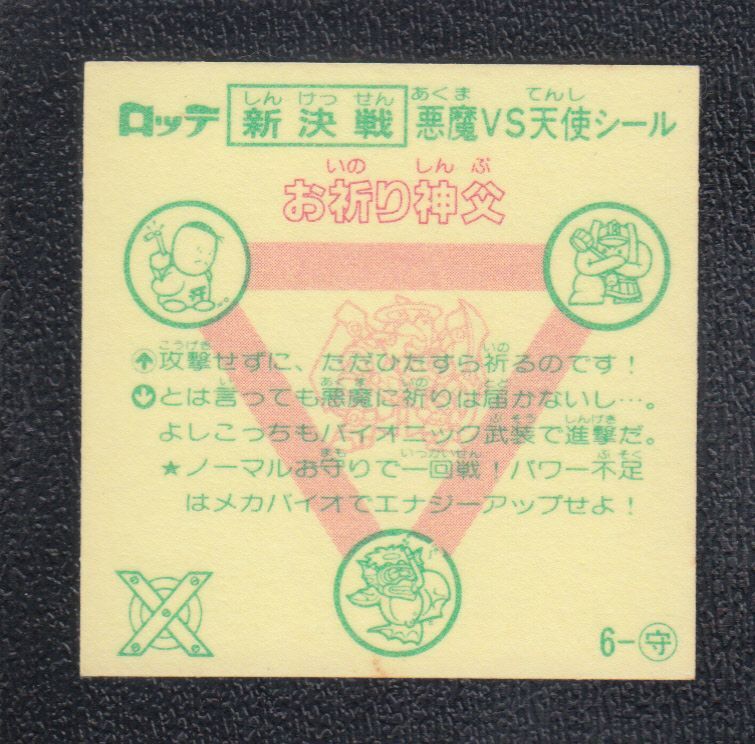 ロッテ 新決戦 悪魔VS天使シール
しん けっ せん あくま てんし
お祈り神父
いの しん ぷ
攻撃せずに、ただひたすら祈るのです!
こうげき いの
とは言っても悪魔に祈りは届かないし…。
い あくま いの とど
よしこっちもバイオニック武装で進撃だ。
ぶそう しんげき
★ノーマルお守りで一回戦!パワー不足
まも いっかいせん ぶそく
はメカバイオでエナジーアップせよ!
6-守